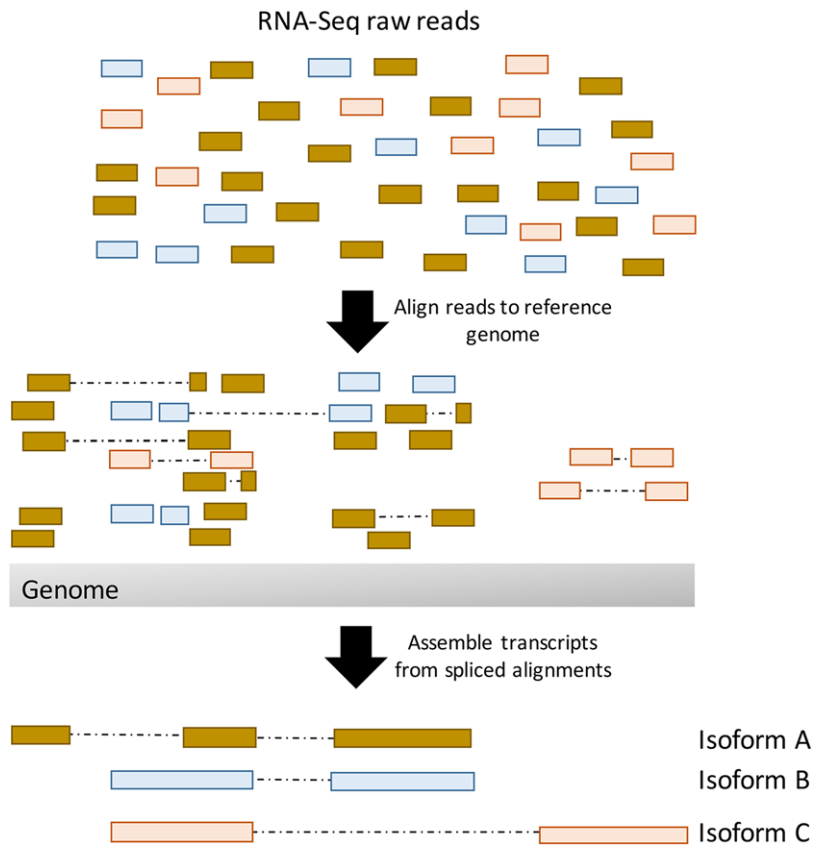 RNA-Seq raw reads
Align reads to reference
genome
Genome
Assemble transcripts
from spliced alignments
Isoform A
Isoform B
Isoform C